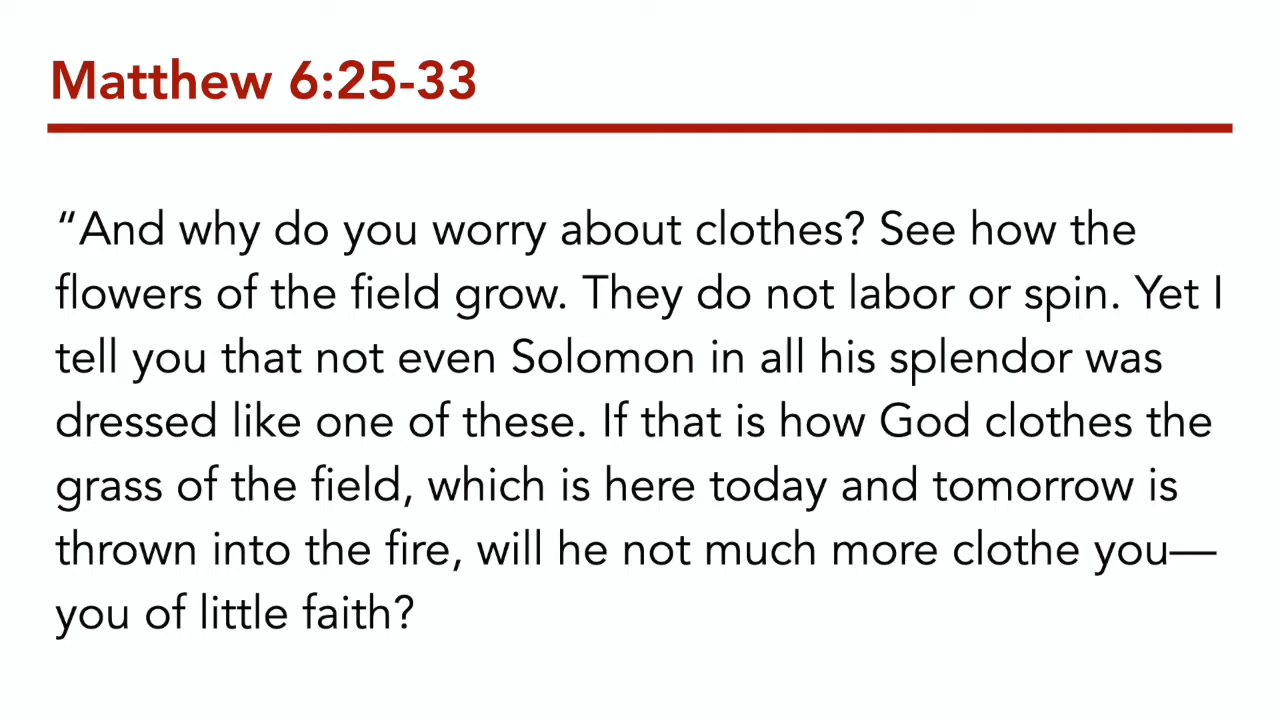 Matthew 6:25-33
“And why do you worry about clothes? See how the
flowers of the field grow. They do not labor or spin. Yet I
tell you that not even Solomon in all his splendor was
dressed like one of these. If that is how God clothes the
grass of the field, which is here today and tomorrow is
thrown into the fire, will he not much more clothe you—
you of little faith?